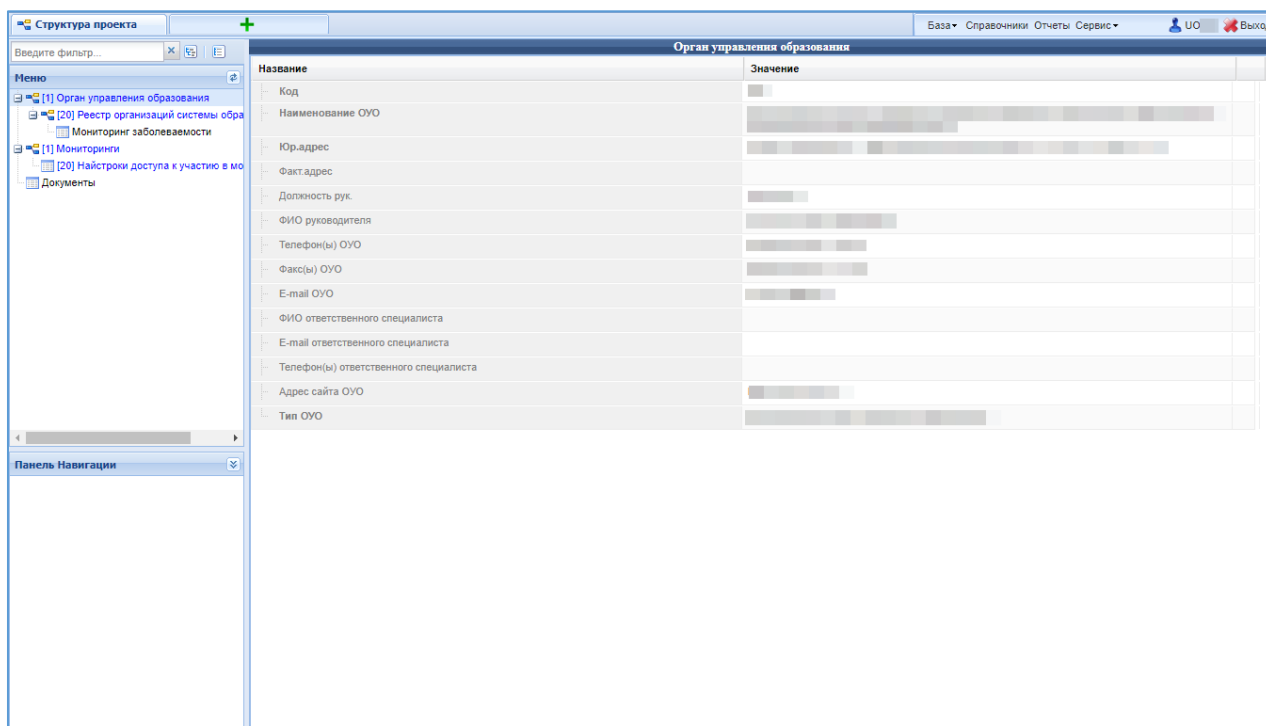 Структура проекта
База Справочники Отчеты Сервис UO Выхо
Введите фильтр...
Орган управления образования
Меню
Название Значение
[1] Орган управления образования
[20] Реестр организаций системы обра
Мониторинг заболеваемости
[1] Мониторинги
[20] Найстроки доступа к участию в мо
Документы
Код
Наименование ОУО
Юр.адрес
Факт.адрес
Должность рук.
ФИО руководителя
Телефон(ы) ОУО
Факс(ы) ОУО
E-mail ОУО
ФИО ответственного специалиста
E-mail ответственного специалиста
Телефон(ы) ответственного специалиста
Адрес сайта ОУО
Тип ОУО
Панель Навигации